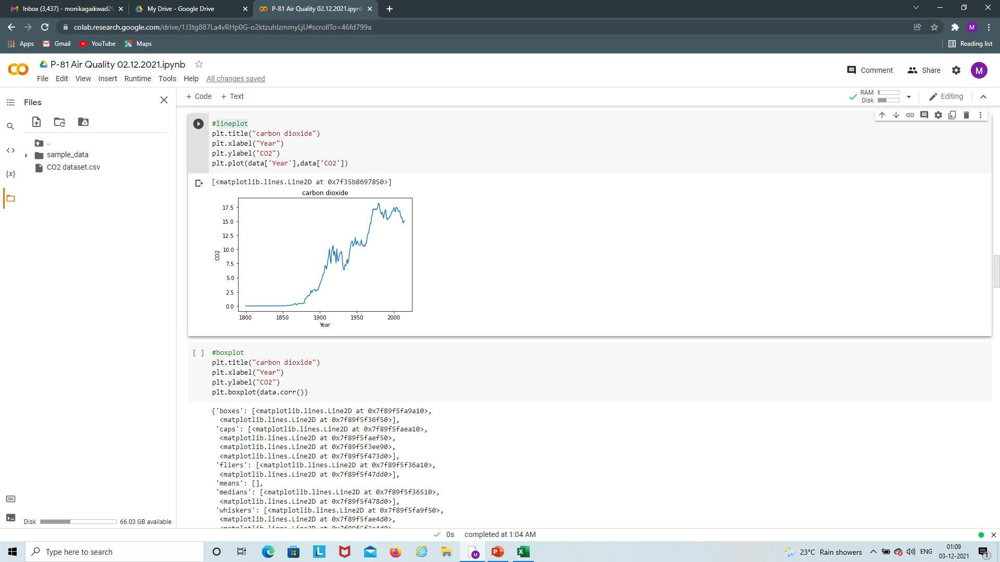 Inbox (3,437) - monikagaikwad29
My Drive - Google Drive
P-81 Air Quality 02.12.2021.ipynb
colab.research.google.com/drive/1J3tg887La4vRHp0G-o2ktzuhIzmmyLjU#scrollTo=46fd799a
Apps
Gmail
YouTube
Maps
Reading list
P-81 Air Quality 02.12.2021.ipynb
Comment
Share
M
File Edit View Insert Runtime Tools Help All changes saved
Files
+ Code + Text
RAM
Disk
Editing
..
sample_data
CO2 dataset.csv
#lineplot
plt.title("carbon dioxide")
plt.xlabel("Year")
plt.ylabel("CO2")
plt.plot(data['Year'],data['CO2'])
[<matplotlib.lines.Line2D at 0x7f35b8697850>]
carbon dioxide
17.5
15.0
12.5
10.0
7.5
5.0
2.5
0.0
CO2
1800 1850 1900 1950 2000
Year
[ ]
#boxplot
plt.title("carbon dioxide")
plt.xlabel("Year")
plt.ylabel("CO2")
plt.boxplot(data.corr())
{'boxes': [<matplotlib.lines.Line2D at 0x7f89f5fa9a10>,
<matplotlib.lines.Line2D at 0x7f89f5f36f50>],
'caps': [<matplotlib.lines.Line2D at 0x7f89f5faea10>,
<matplotlib.lines.Line2D at 0x7f89f5faef50>,
<matplotlib.lines.Line2D at 0x7f89f5f3ee90>,
<matplotlib.lines.Line2D at 0x7f89f5f473d0>],
'fliers': [<matplotlib.lines.Line2D at 0x7f89f5f36a10>,
<matplotlib.lines.Line2D at 0x7f89f5f47dd0>],
'means': [],
'medians': [<matplotlib.lines.Line2D at 0x7f89f5f36510>,
<matplotlib.lines.Line2D at 0x7f89f5f478d0>],
'whiskers': [<matplotlib.lines.Line2D at 0x7f89f5fa9f50>,
<matplotlib.lines.Line2D at 0x7f89f5fae4d0>,
Disk
66.03 GB available
0s completed at 1:04 AM
Type here to search
23°C Rain showers
ENG
01:09
03-12-2021
1